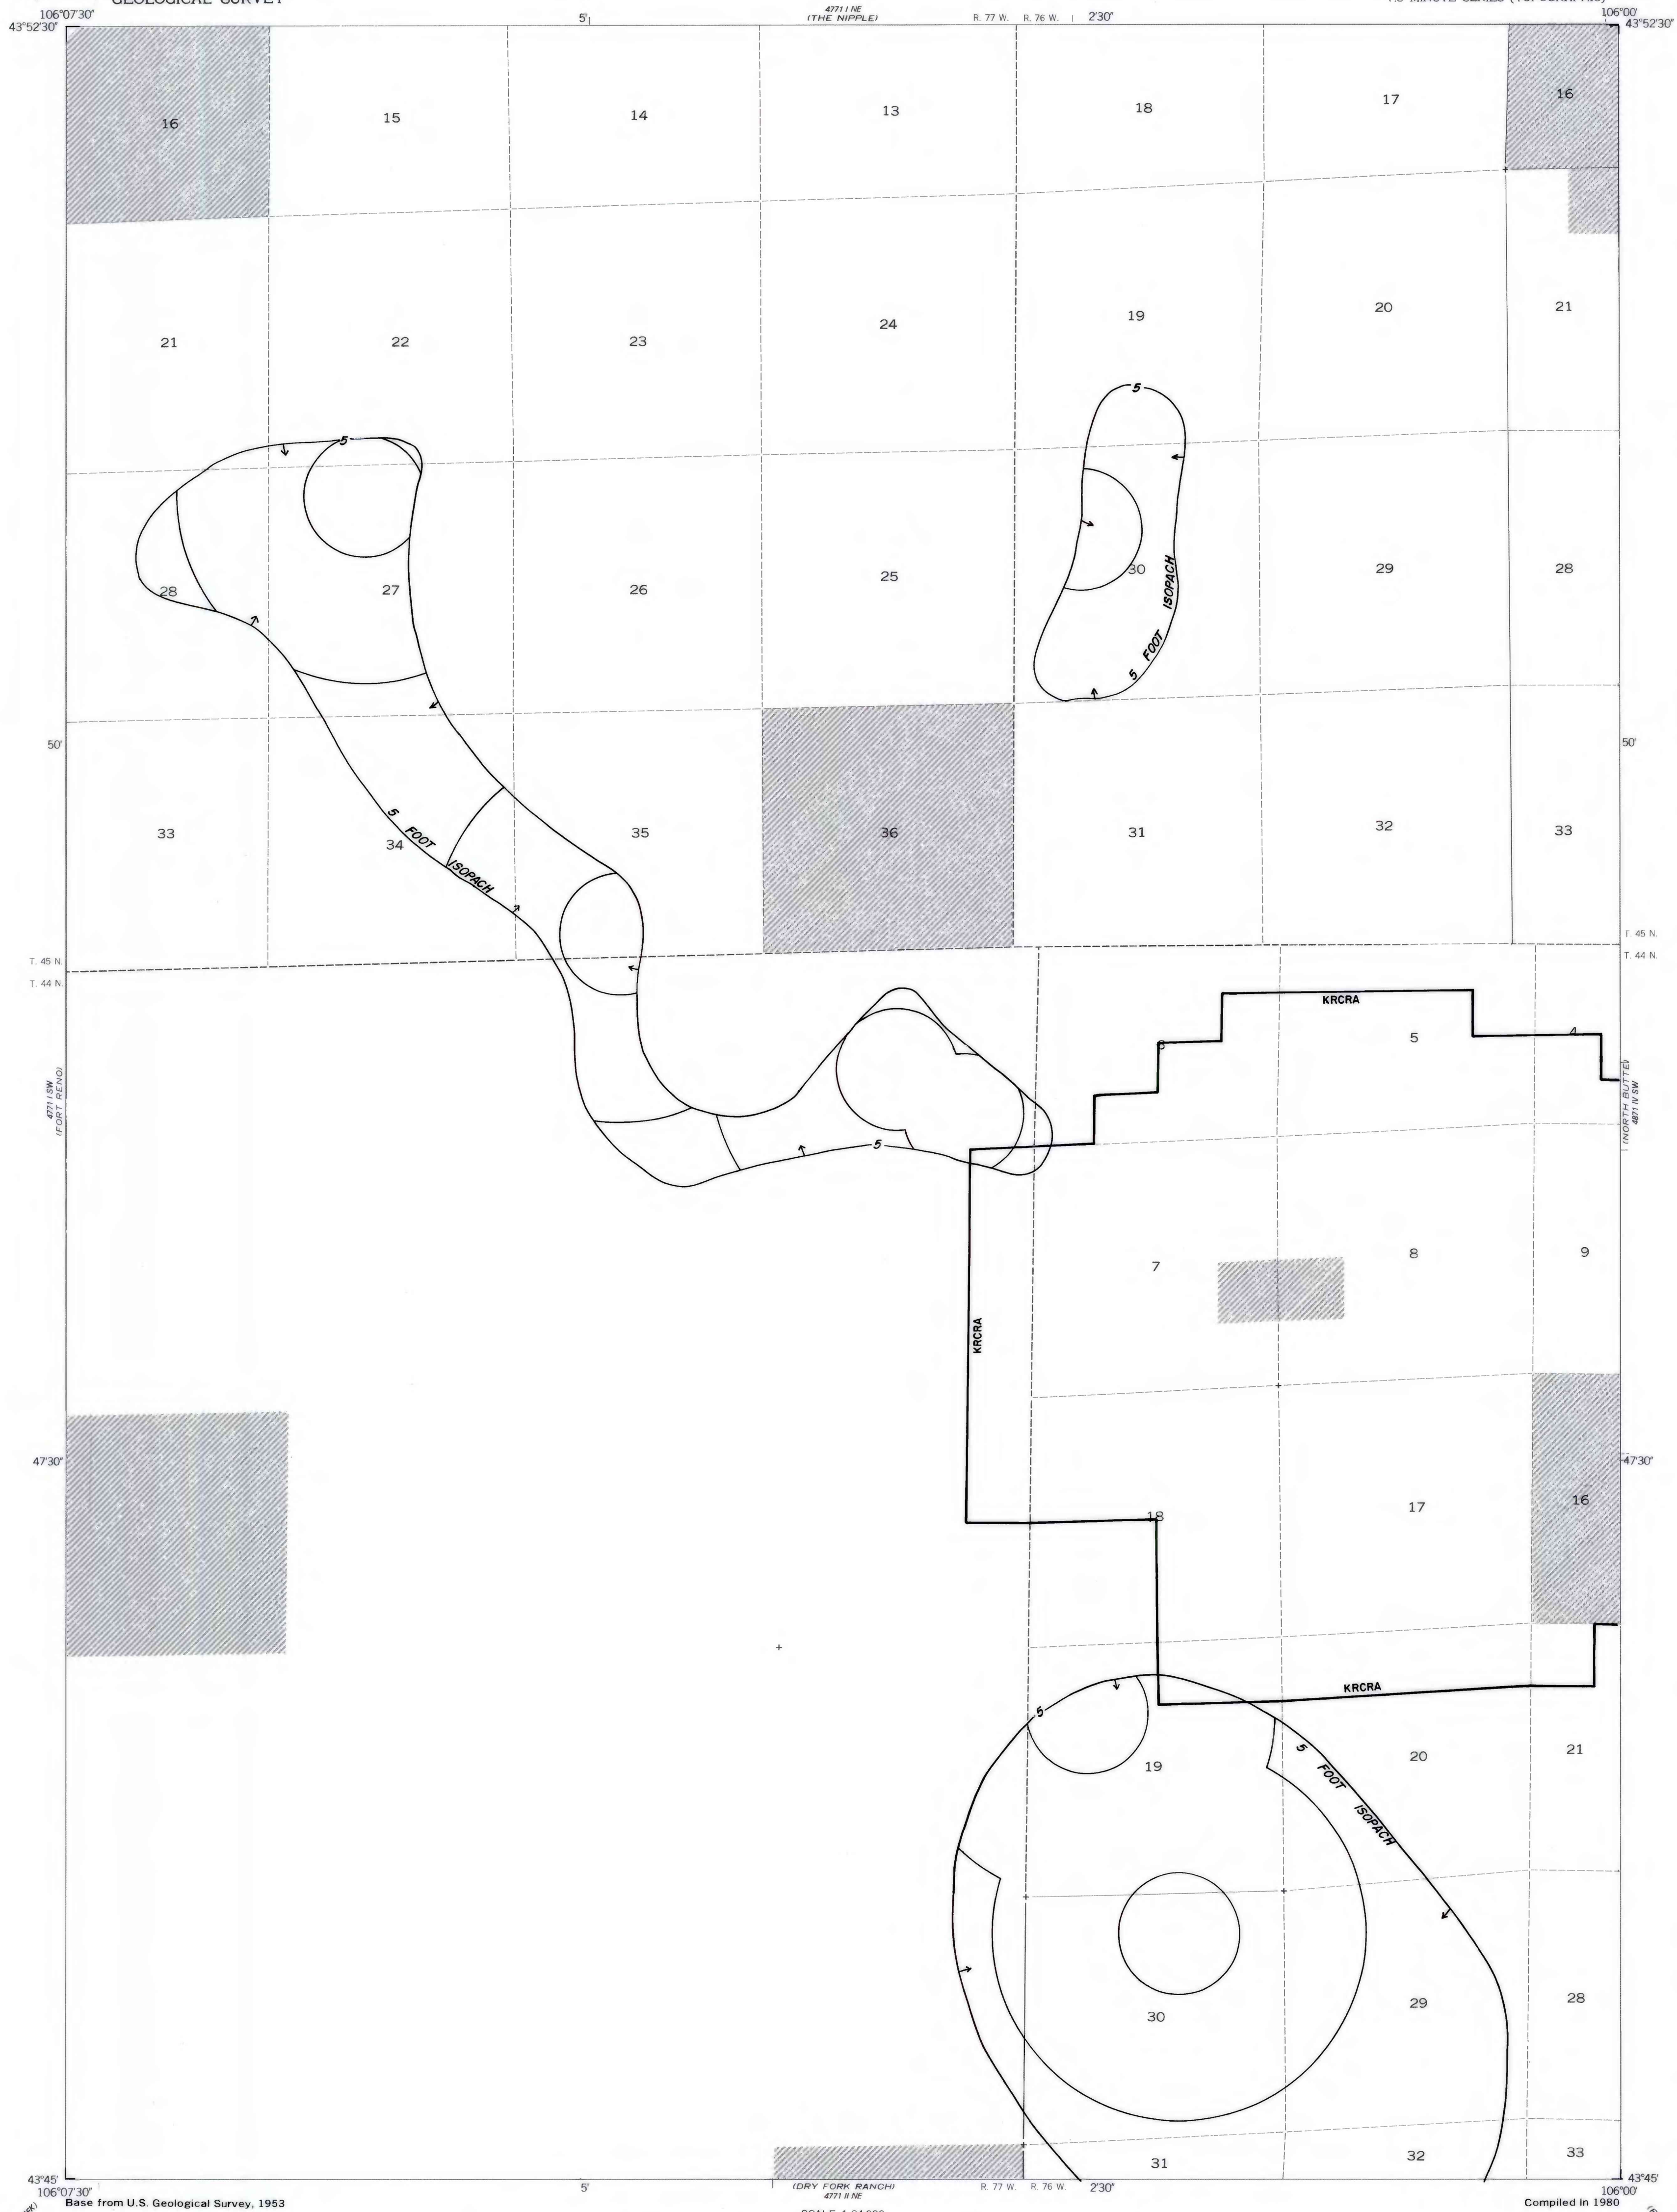 GEOLOGICAL SURVEY
106°07'30"
43°52'30"
5'
4771 I NE
(THE NIPPLE)
R. 77 W.
R. 76 W.
2'30"
106°00'
43°52'30"
16
15
14
13
18
17
16
21
22
23
24
19
20
21
5
5
28
27
26
25
30
29
28
5 FOOT ISOPACH
50'
50'
33
34
35
36
31
32
33
5 FOOT ISOPACH
T. 45 N.
T. 44 N.
T. 45 N.
T. 44 N.
KRCRA
6
5
4
4771 I SW
(FORT RENO)
(NORTH BUTTE)
4871 IV SW
5
7
8
9
KRCRA
47'30"
47'30"
18
17
16
KRCRA
5
19
20
21
5 FOOT ISOPACH
30
29
28
31
32
33
43°45'
106°07'30"
5'
(DRY FORK RANCH)
4771 II NE
R. 77 W.
R. 76 W.
2'30"
43°45'
106°00'
Base from U.S. Geological Survey, 1953
Compiled in 1980